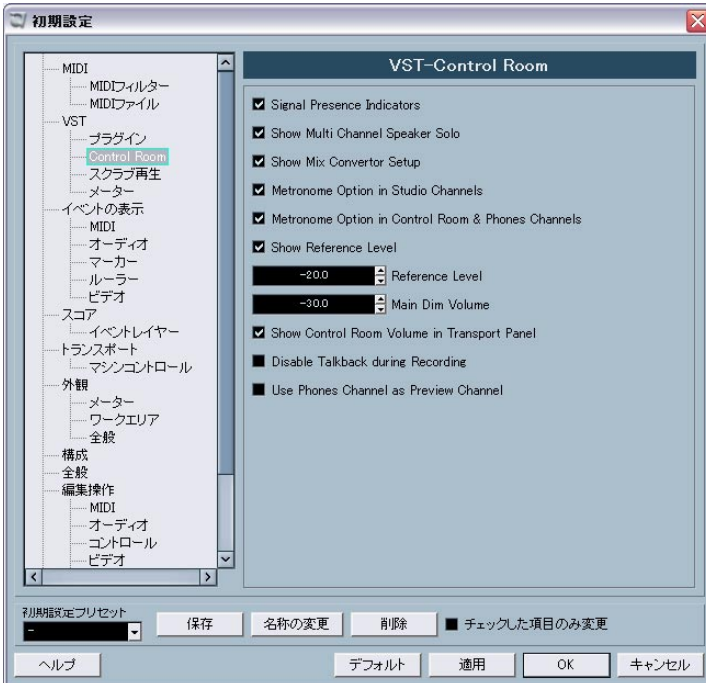 初期設定
MIDI
MIDIフィルター
MIDIファイル
VST
プラグイン
Control Room
スクラブ再生
メーター
イベントの表示
MIDI
オーディオ
マーカー
ルーラー
ビデオ
スコア
イベントレイヤー
トランスポート
マシンコントロール
外観
メーター
ワークエリア
全般
構成
全般
編集操作
MIDI
オーディオ
コントロール
ビデオ
VST-Control Room
Signal Presence Indicators
Show Multi Channel Speaker Solo
Show Mix Convertor Setup
Metronome Option in Studio Channels
Metronome Option in Control Room & Phones Channels
Show Reference Level
-20.0 Reference Level
-30.0 Main Dim Volume
Show Control Room Volume in Transport Panel
Disable Talkback during Recording
Use Phones Channel as Preview Channel
初期設定プリセット
-
保存 名称の変更 削除 チェックした項目のみ変更
ヘルプ デフォルト 適用 OK キャンセル